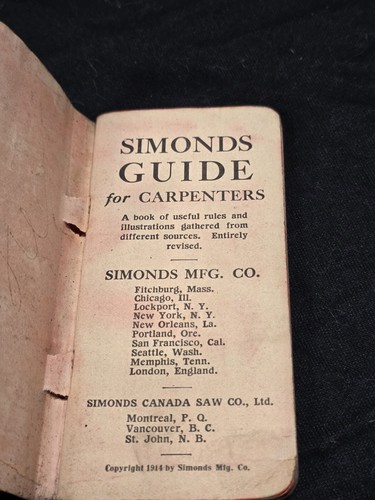 SIMONDS
GUIDE
for CARPENTERS
A book of useful rules and
illustrations gathered from
different sources. Entirely
revised.
SIMONDS MFG. CO.
Fitchburg, Mass.
Chicago, Ill.
Lockport, N. Y.
New York, N. Y.
New Orleans, La.
Portland, Ore.
San Francisco, Cal.
Seattle, Wash.
Memphis, Tenn.
London, England.
SIMONDS CANADA SAW CO., Ltd.
Montreal, P. Q.
Vancouver, B. C.
St. John, N. B.
Copyright 1914 by Simonds Mfg. Co.